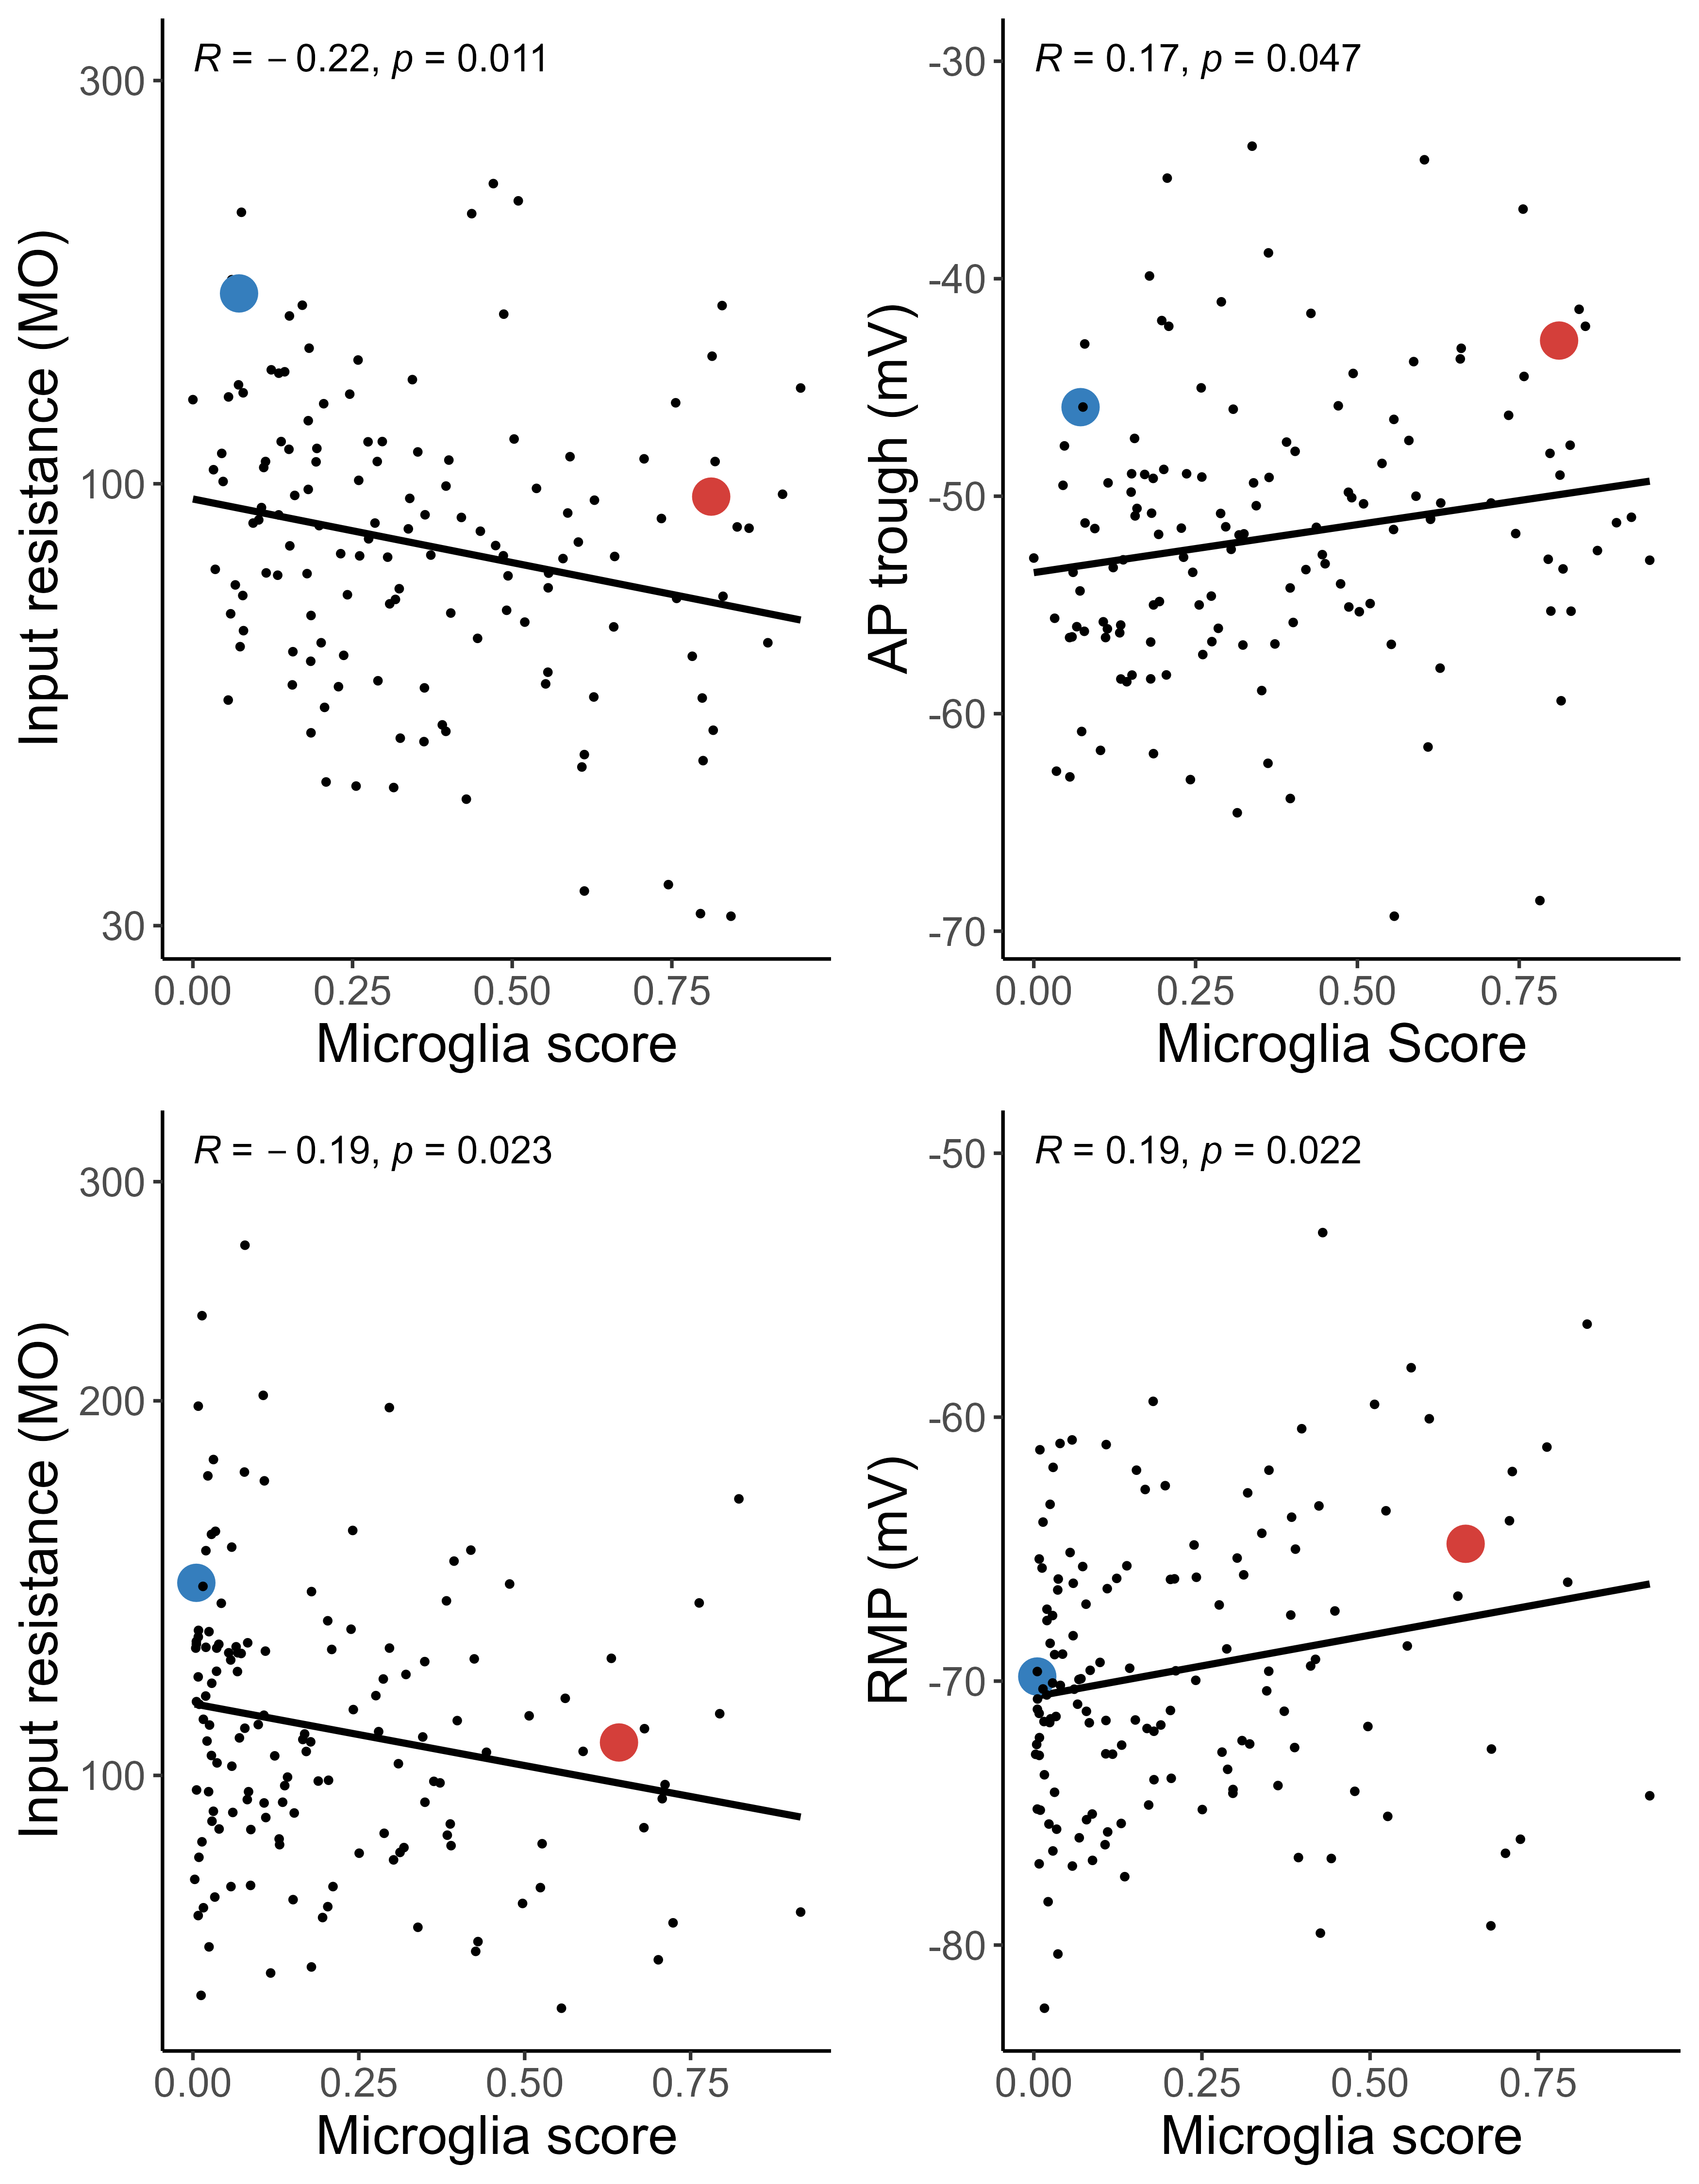 R = − 0.22, p = 0.011
300
100
30
Input resistance (MO)
0.00 0.25 0.50 0.75
Microglia score
R = 0.17, p = 0.047
-30
-40
-50
-60
-70
AP trough (mV)
0.00 0.25 0.50 0.75
Microglia Score
R = − 0.19, p = 0.023
300
200
100
Input resistance (MO)
0.00 0.25 0.50 0.75
Microglia score
R = 0.19, p = 0.022
-50
-60
-70
-80
RMP (mV)
0.00 0.25 0.50 0.75
Microglia score